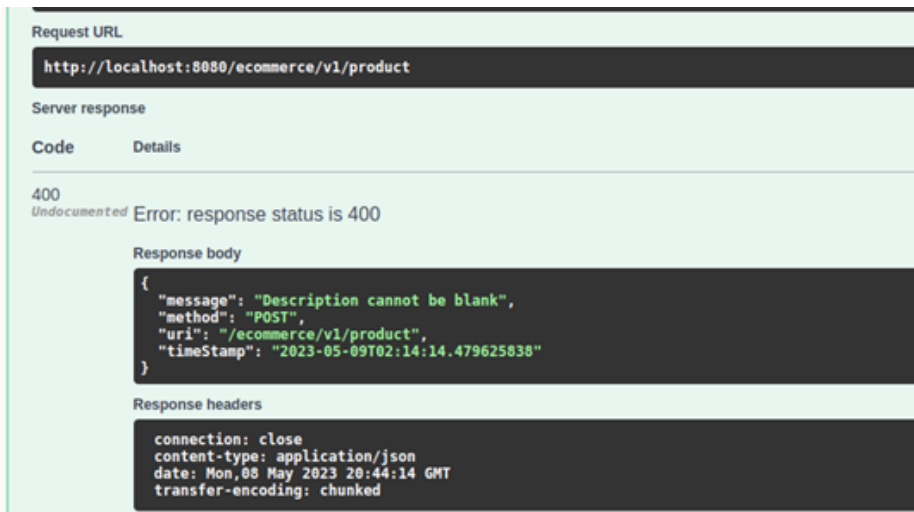 Request URL
http://localhost:8080/ecommerce/v1/product
Server response
Code Details
400
Undocumented Error: response status is 400
Response body
{
"message": "Description cannot be blank",
"method": "POST",
"uri": "/ecommerce/v1/product",
"timeStamp": "2023-05-09T02:14:14.479625838"
}
Response headers
connection: close
content-type: application/json
date: Mon,08 May 2023 20:44:14 GMT
transfer-encoding: chunked